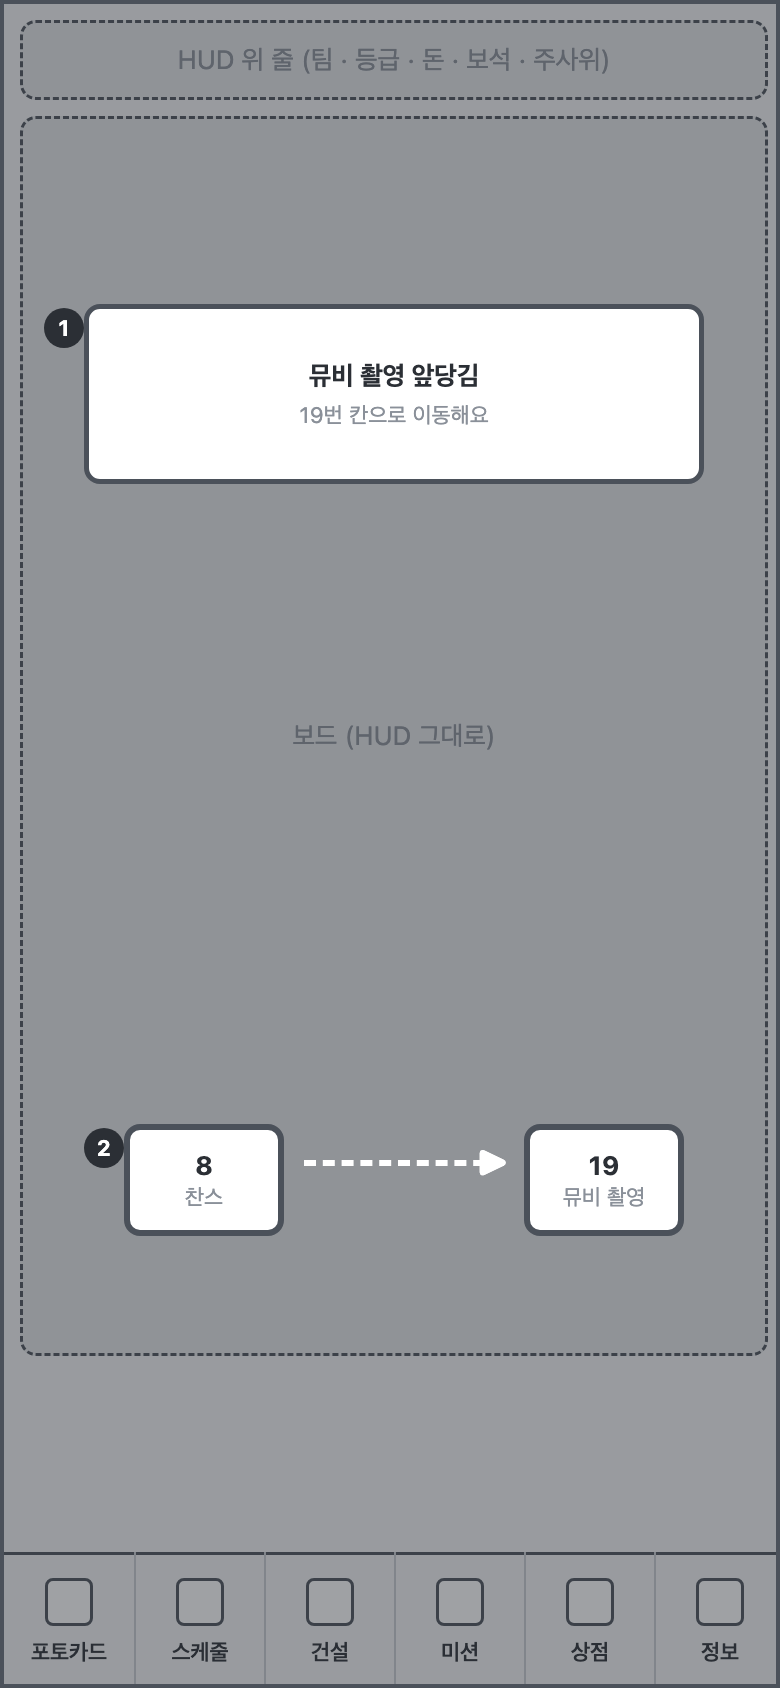 HUD 위 줄 (팀 · 등급 · 돈 · 보석 · 주사위)
1
뮤비 촬영 앞당김
19번 칸으로 이동해요
보드 (HUD 그대로)
2
8
찬스
19
뮤비 촬영
포토카드
스케줄
건설
미션
상점
정보